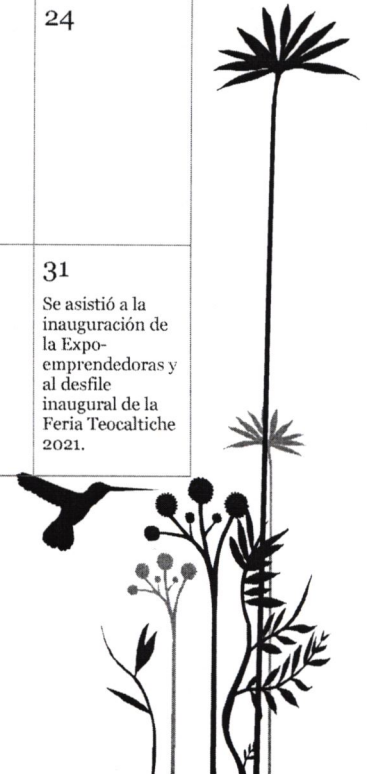 24
31
Se asistió a la
inauguración de
la Expo-
emprendedoras y
al desfile
inaugural de la
Feria Teocaltiche
2021.